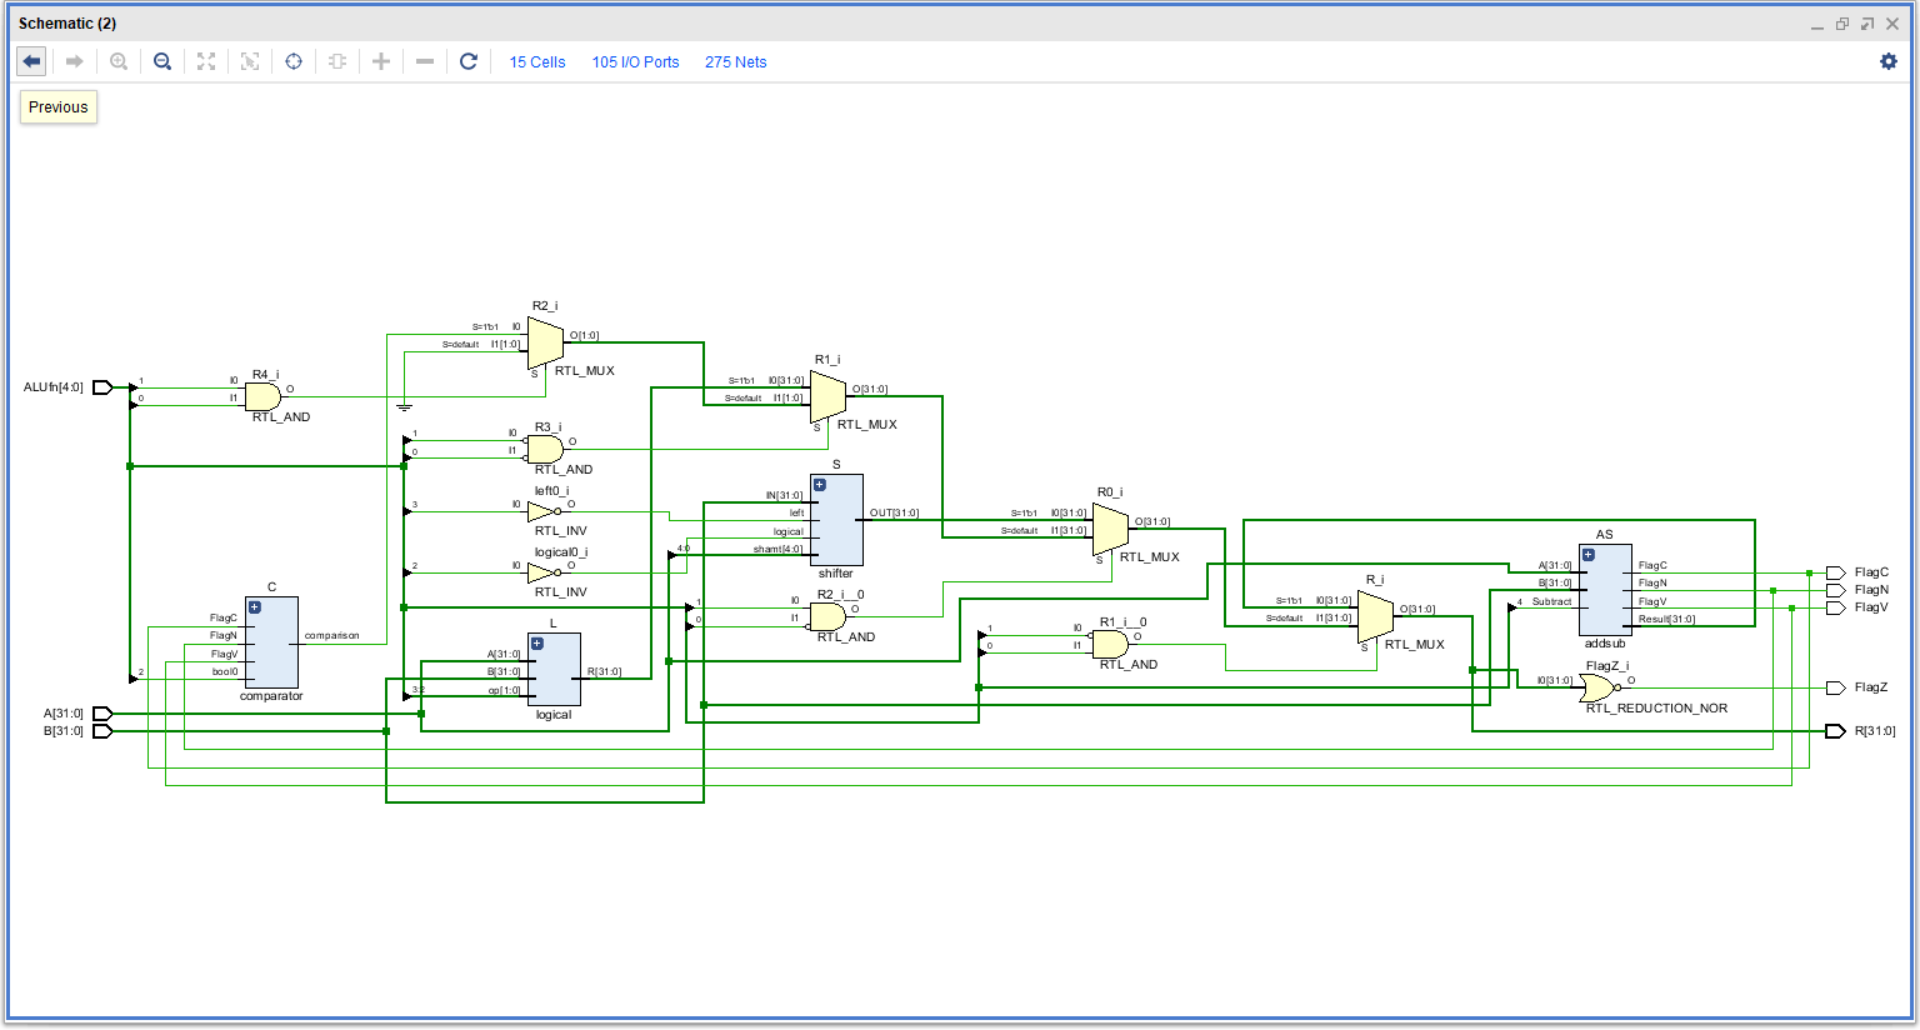 Schematic (2)
15 Cells 105 I/O Ports 275 Nets
Previous
R2_i
S=1'b1 I0
S=default I1[1:0]
O[1:0]
S
RTL_MUX
R1_i
S=1'b1 I0[31:0]
S=default I1[1:0]
O[31:0]
S
RTL_MUX
ALUfn[4:0]
1
0
R4_i
I0
I1
O
RTL_AND
R3_i
1
0
I0
I1
O
RTL_AND
left0_i
3
I0
O
RTL_INV
logical0_i
2
I0
O
RTL_INV
S
IN[31:0]
left
logical
4:0
shamt[4:0]
OUT[31:0]
shifter
R0_i
S=1'b1 I0[31:0]
S=default I1[31:0]
O[31:0]
S
RTL_MUX
C
FlagC
FlagN
FlagV
2
bool0
comparison
comparator
L
A[31:0]
B[31:0]
3:2
op[1:0]
R[31:0]
logical
R2_i__0
1
0
I0
I1
O
RTL_AND
R1_i__0
1
0
I0
I1
O
RTL_AND
R_i
S=1'b1 I0[31:0]
S=default I1[31:0]
O[31:0]
S
RTL_MUX
AS
A[31:0]
B[31:0]
4 Subtract
FlagC
FlagN
FlagV
Result[31:0]
addsub
FlagC
FlagN
FlagV
FlagZ_i
I0[31:0]
O
RTL_REDUCTION_NOR
FlagZ
A[31:0]
B[31:0]
R[31:0]